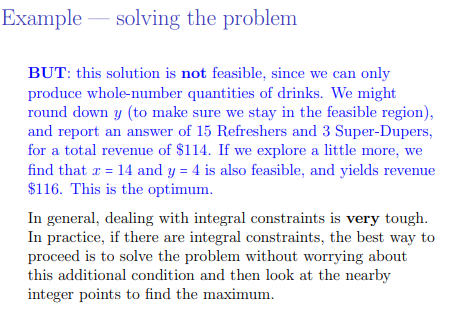 Example — solving the problem
BUT: this solution is not feasible, since we can only
produce whole-number quantities of drinks. We might
round down y (to make sure we stay in the feasible region),
and report an answer of 15 Refreshers and 3 Super-Dupers,
for a total revenue of $114. If we explore a little more, we
find that x = 14 and y = 4 is also feasible, and yields revenue
$116. This is the optimum.
In general, dealing with integral constraints is very tough.
In practice, if there are integral constraints, the best way to
proceed is to solve the problem without worrying about
this additional condition and then look at the nearby
integer points to find the maximum.